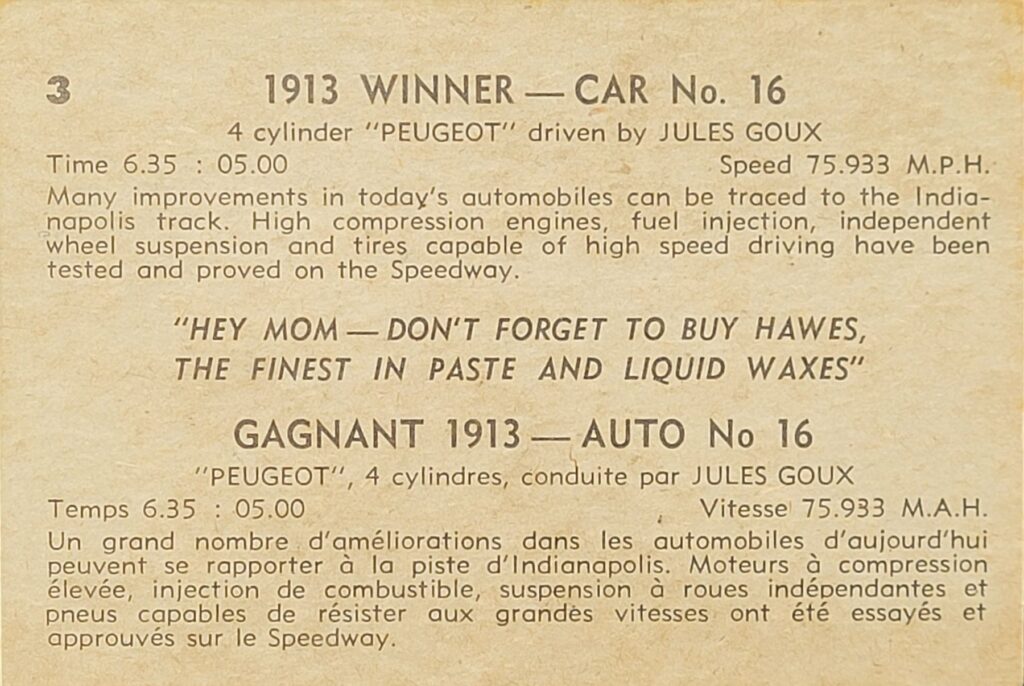 3
1913 WINNER — CAR No. 16
4 cylinder "PEUGEOT" driven by JULES GOUX
Time 6.35 : 05.00 Speed 75.933 M.P.H.
Many improvements in today's automobiles can be traced to the India-
napolis track. High compression engines, fuel injection, independent
wheel suspension and tires capable of high speed driving have been
tested and proved on the Speedway.
"HEY MOM — DON'T FORGET TO BUY HAWES,
THE FINEST IN PASTE AND LIQUID WAXES"
GAGNANT 1913 — AUTO No 16
"PEUGEOT", 4 cylindres, conduite par JULES GOUX
Temps 6.35 : 05.00 Vitesse 75.933 M.A.H.
Un grand nombre d'améliorations dans les automobiles d'aujourd'hui
peuvent se rapporter à la piste d'Indianapolis. Moteurs à compression
élevée, injection de combustible, suspension à roues indépendantes et
pneus capables de résister aux grandes vitesses ont été essayés et
approuvés sur le Speedway.